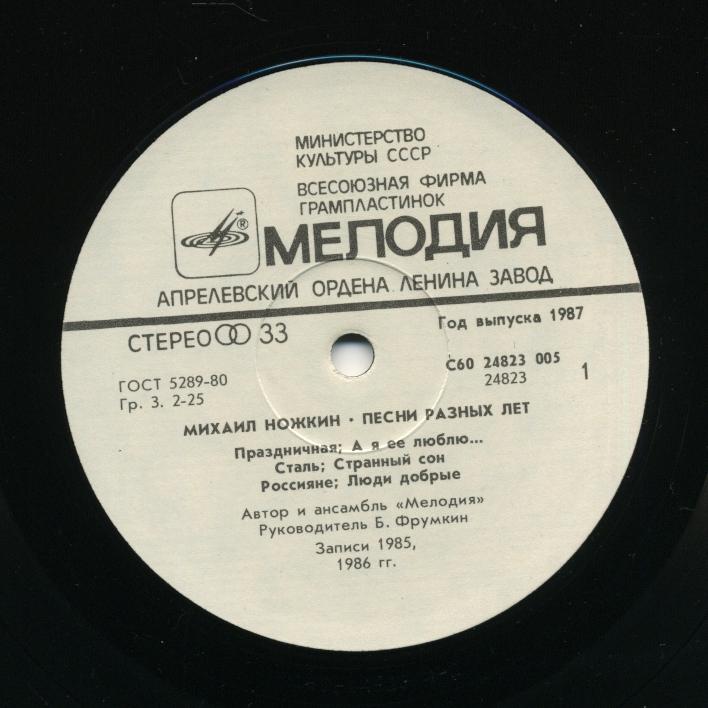 МИНИСТЕРСТВО
КУЛЬТУРЫ СССР
ВСЕСОЮЗНАЯ ФИРМА
ГРАМПЛАСТИНОК
®
МЕЛОДИЯ
АПРЕЛЕВСКИЙ ОРДЕНА ЛЕНИНА ЗАВОД
СТЕРЕО 33
Год выпуска 1987
ГОСТ 5289-80
Гр. 3. 2-25
С60 24823 005
24823
1
МИХАИЛ НОЖКИН · ПЕСНИ РАЗНЫХ ЛЕТ
Праздничная; А я ее люблю...
Сталь; Странный сон
Россияне; Люди добрые
Автор и ансамбль «Мелодия»
Руководитель Б. Фрумкин
Записи 1985,
1986 гг.